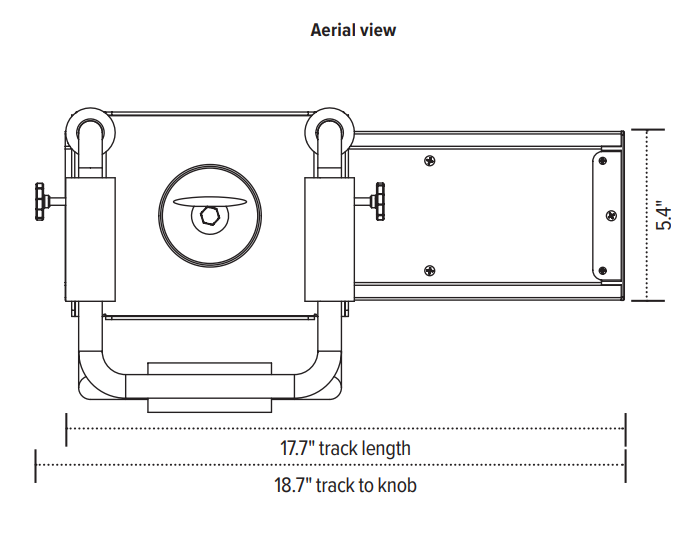 Aerial view
5.4"
17.7" track length
18.7" track to knob